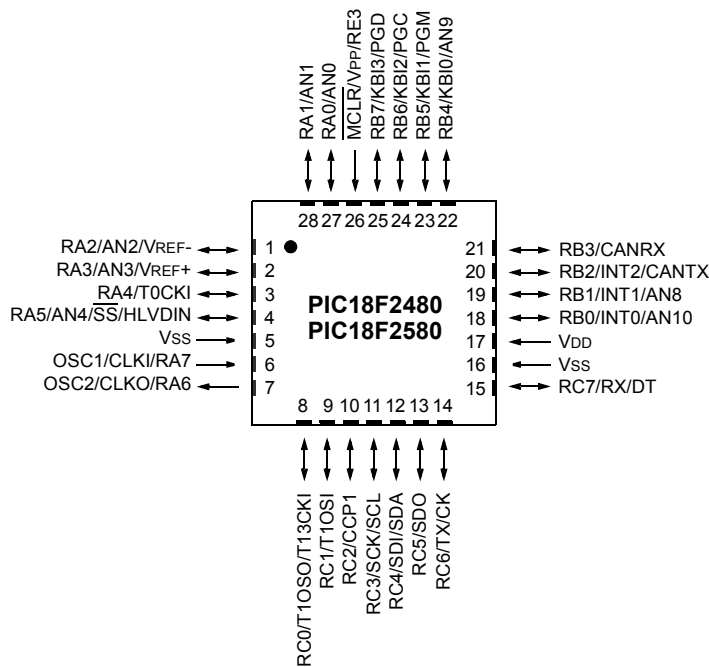 RA1/AN1
RA0/AN0
MCLR/VPP/RE3
RB7/KBI3/PGD
RB6/KBI2/PGC
RB5/KBI1/PGM
RB4/KBI0/AN9
28 27 26 25 24 23 22
RA2/AN2/VREF- 1
RA3/AN3/VREF+ 2
RA4/T0CKI 3
RA5/AN4/SS/HLVDIN 4
VSS 5
OSC1/CLKI/RA7 6
OSC2/CLKO/RA6 7
PIC18F2480
PIC18F2580
21 RB3/CANRX
20 RB2/INT2/CANTX
19 RB1/INT1/AN8
18 RB0/INT0/AN10
17 VDD
16 VSS
15 RC7/RX/DT
8 9 10 11 12 13 14
RC0/T1OSO/T13CKI
RC1/T1OSI
RC2/CCP1
RC3/SCK/SCL
RC4/SDI/SDA
RC5/SDO
RC6/TX/CK